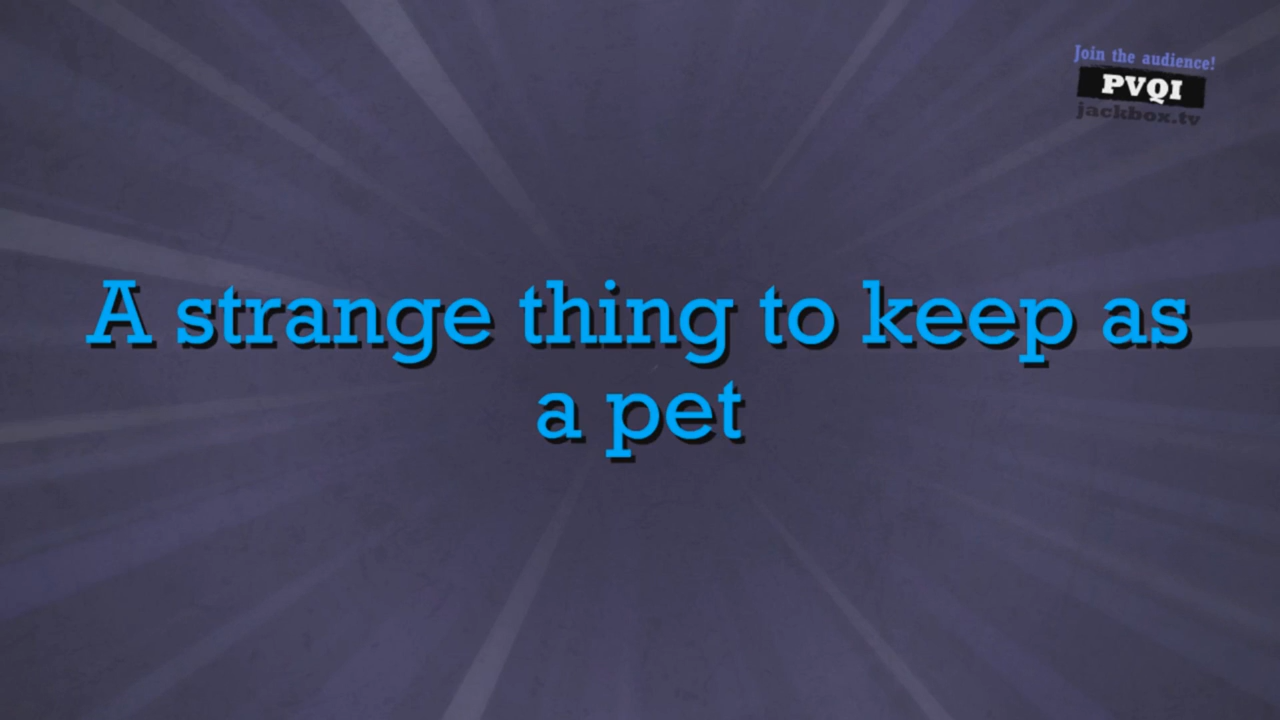 Join the audience!
PVQI
jackbox.tv
A strange thing to keep as
a pet